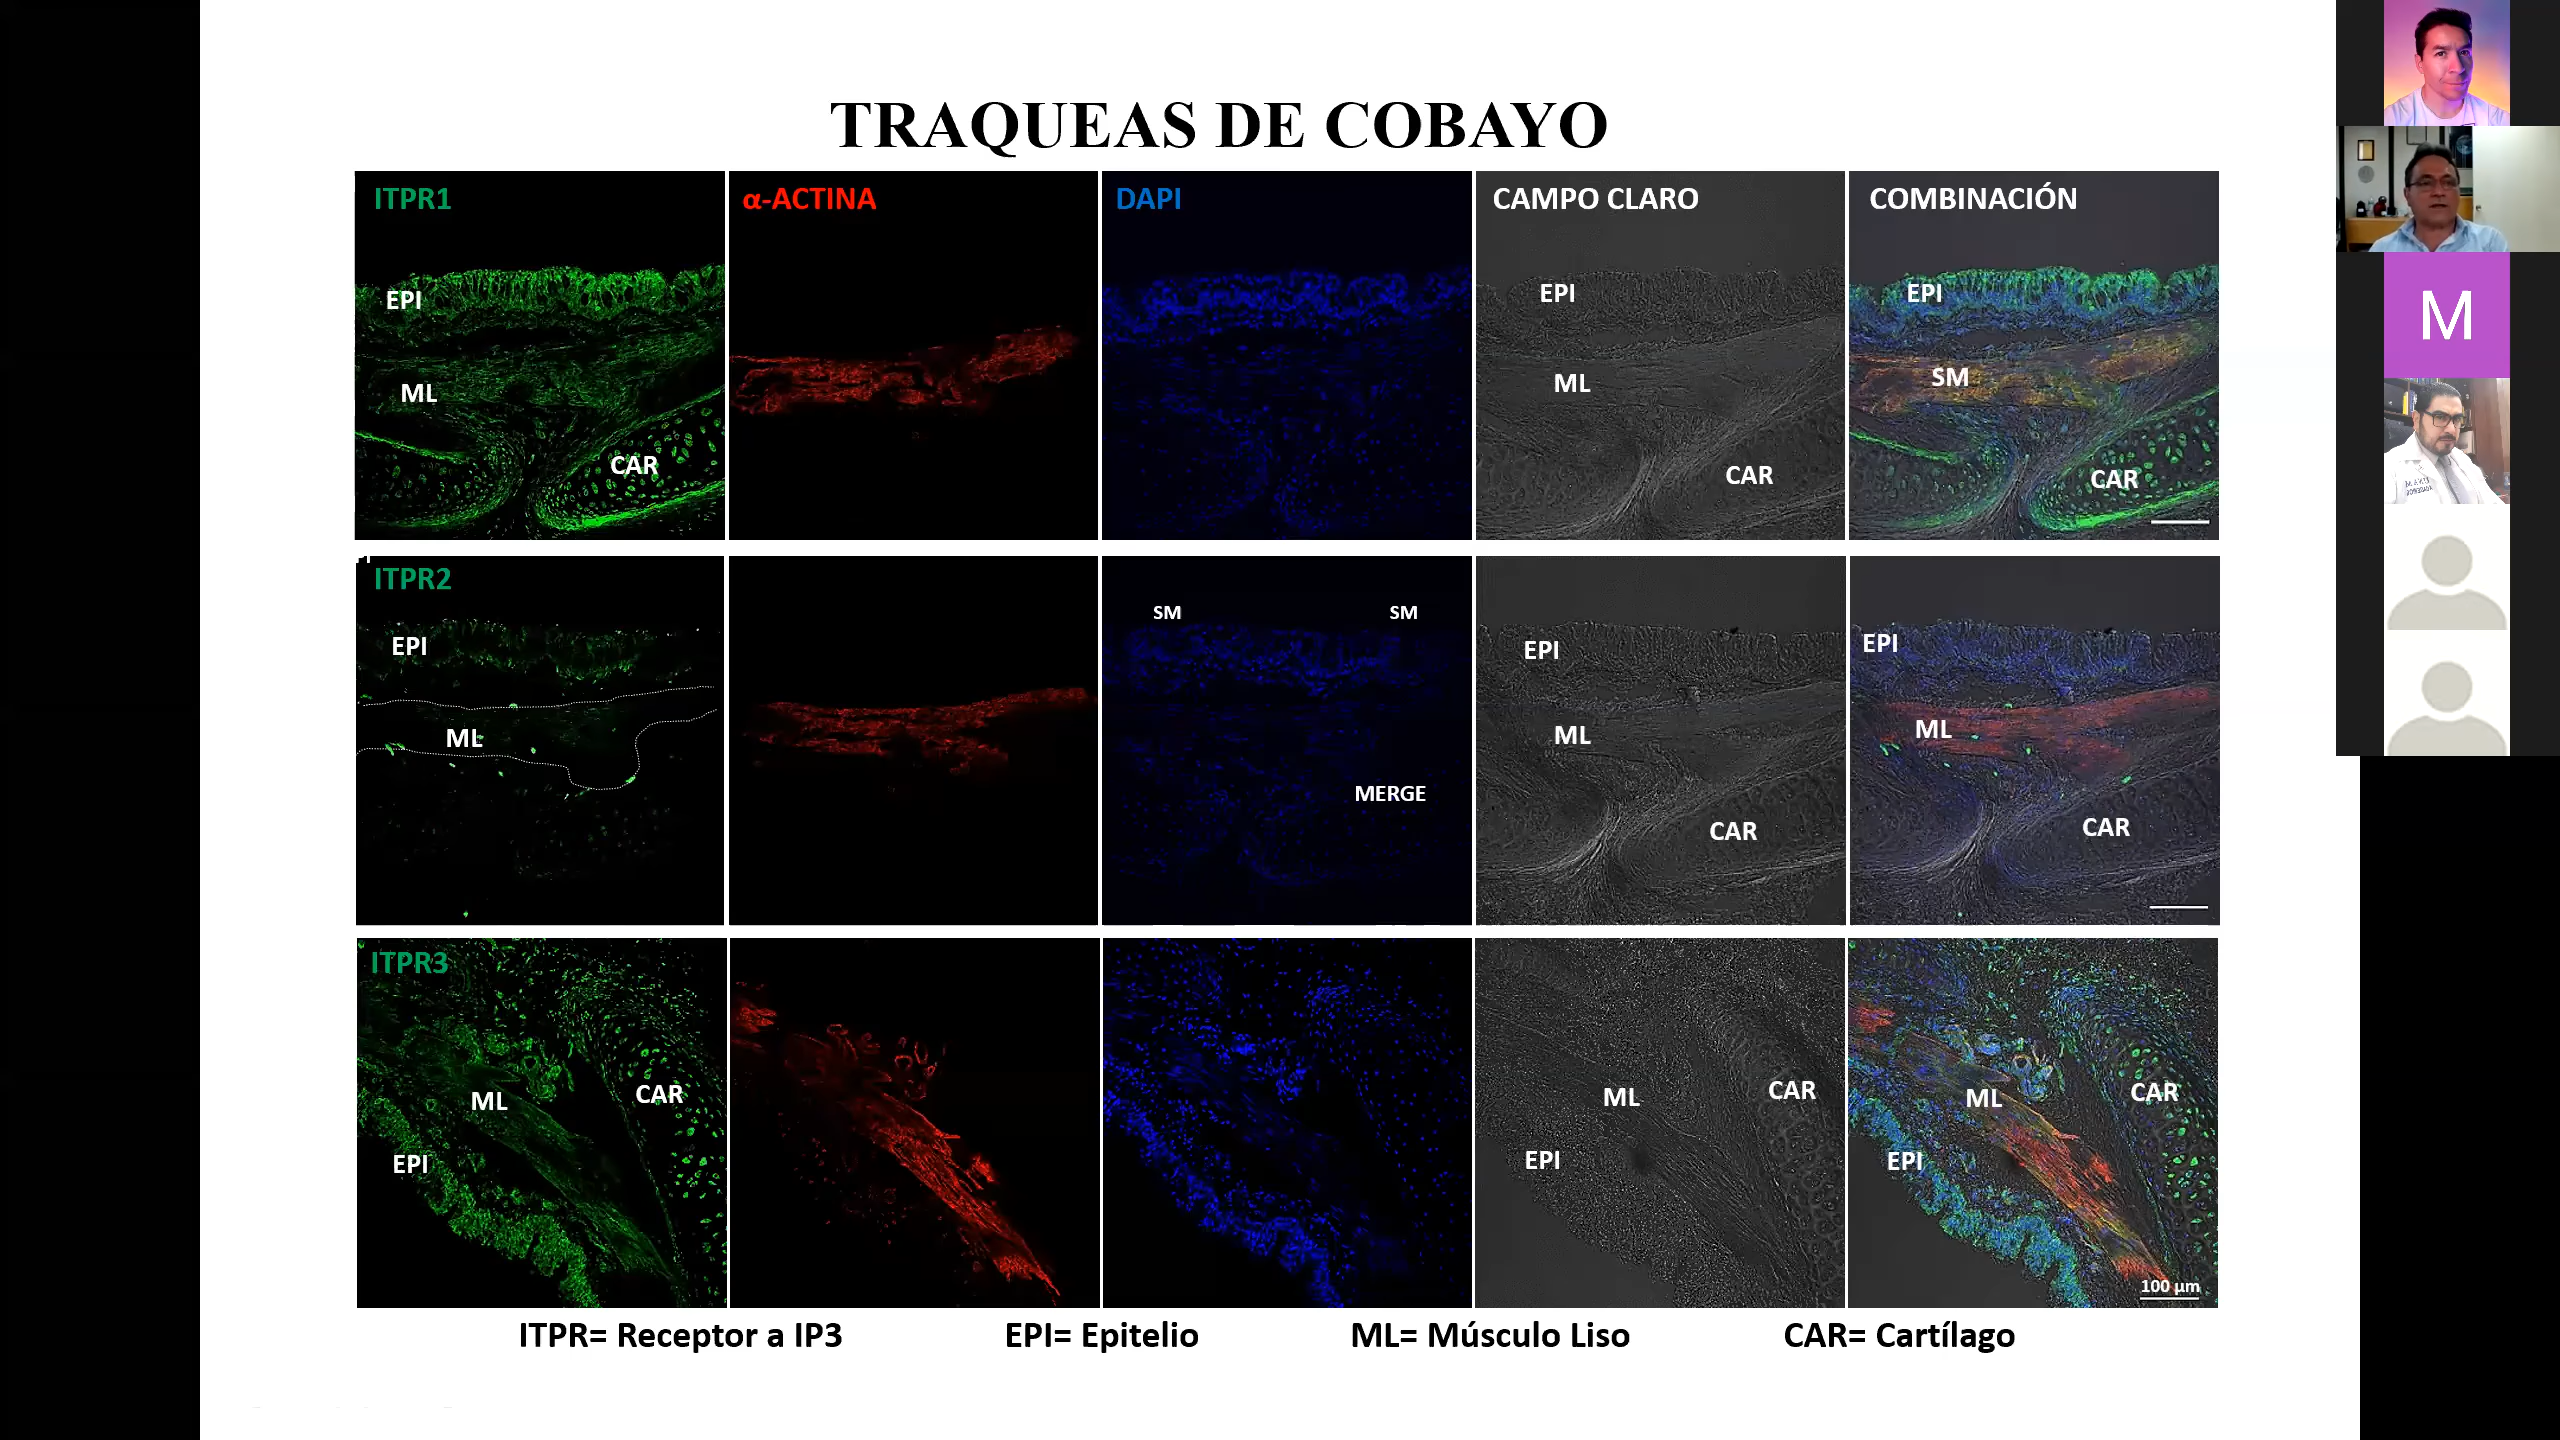 TRAQUEAS DE COBAYO
ITPR1
α-ACTINA
DAPI
CAMPO CLARO
COMBINACIÓN
EPI
EPI
EPI
ML
ML
SM
CAR
CAR
CAR
ITPR2
SM
SM
EPI
EPI
EPI
ML
ML
ML
MERGE
CAR
CAR
ITPR3
ML
CAR
ML
CAR
ML
CAR
EPI
EPI
EPI
100 µm
ITPR= Receptor a IP3
EPI= Epitelio
ML= Músculo Liso
CAR= Cartílago
M